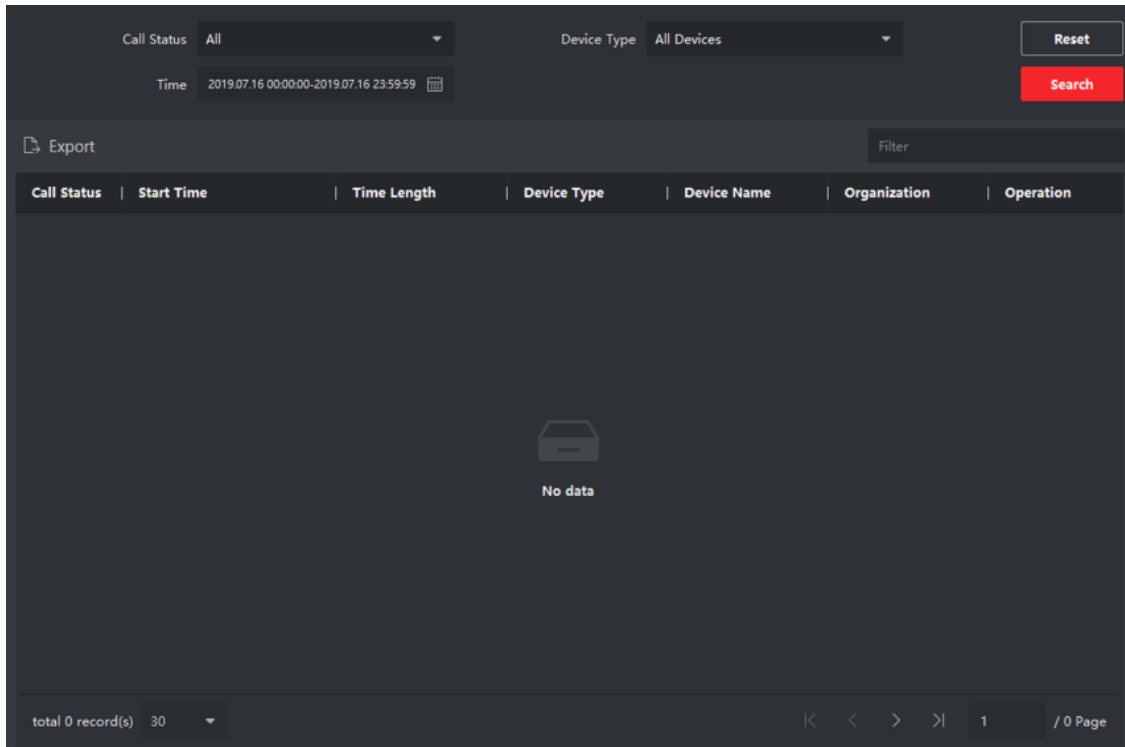 Call Status All Device Type All Devices Reset
Time 2019.07.16 00:00:00-2019.07.16 23:59:59 Search
Export Filter
Call Status | Start Time | Time Length | Device Type | Device Name | Organization | Operation
No data
total 0 record(s) 30 1 / 0 Page